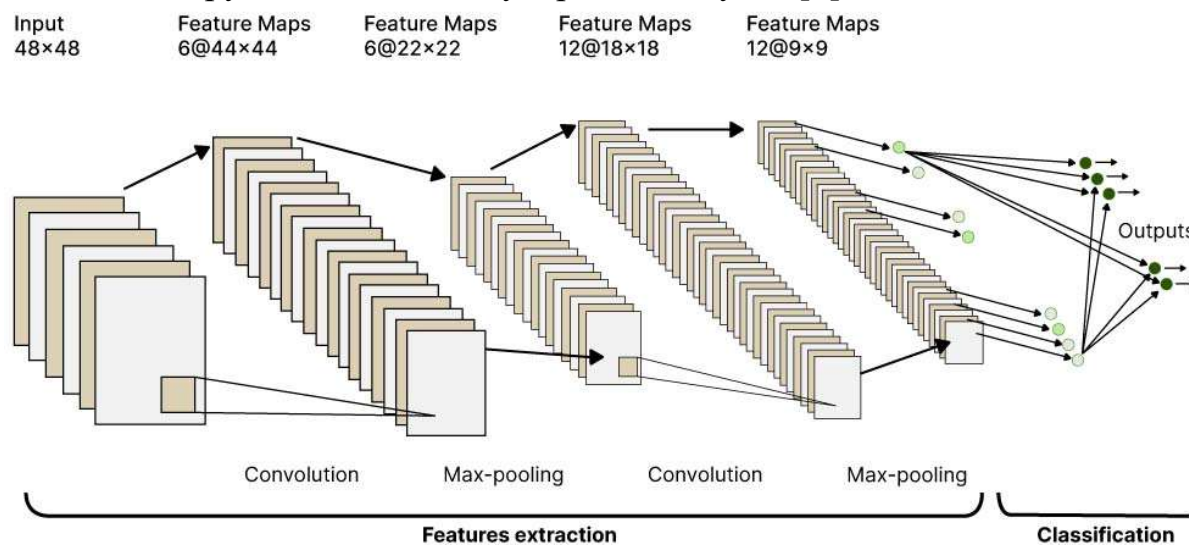 Input
48×48
Feature Maps
6@44×44
Feature Maps
6@22×22
Feature Maps
12@18×18
Feature Maps
12@9×9
Outputs
Convolution
Max-pooling
Convolution
Max-pooling
Features extraction
Classification